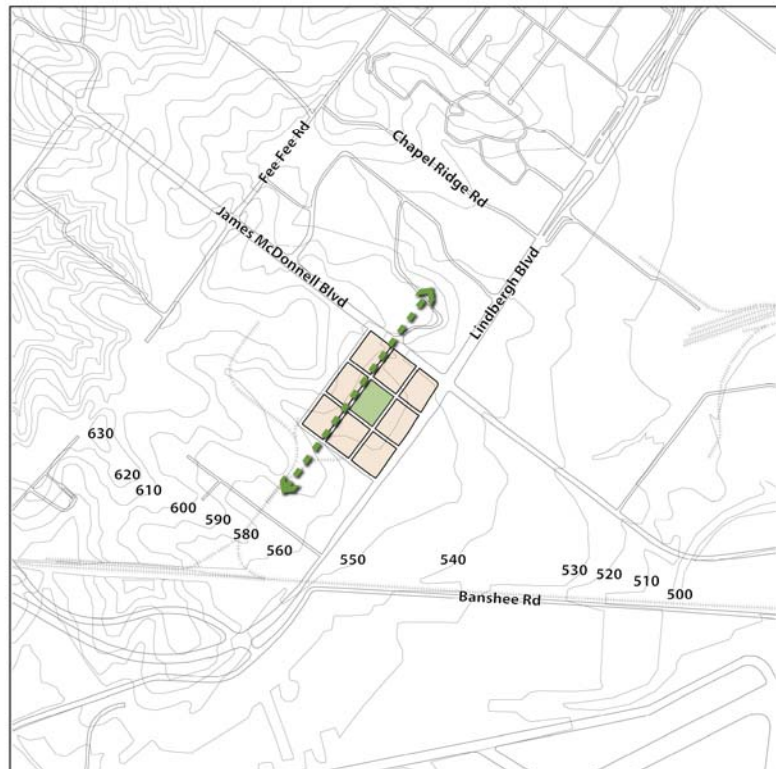 Fee Fee Rd
Chapel Ridge Rd
James McDonnell Blvd
Lindbergh Blvd
630
620
610
600
590
580
560
550
540
530
520
510
500
Banshee Rd